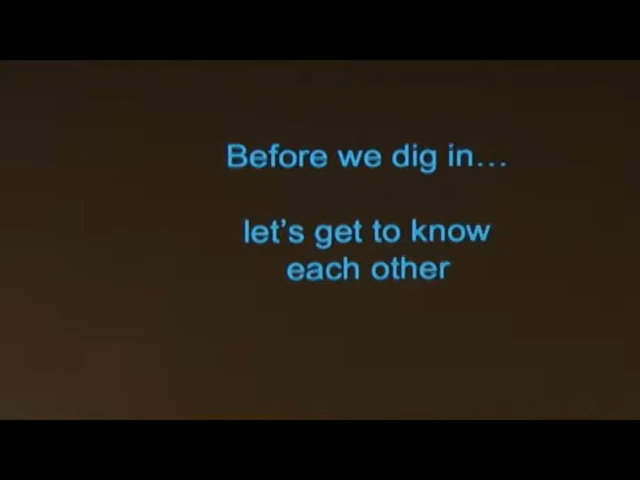 Before we dig in…
let's get to know
each other